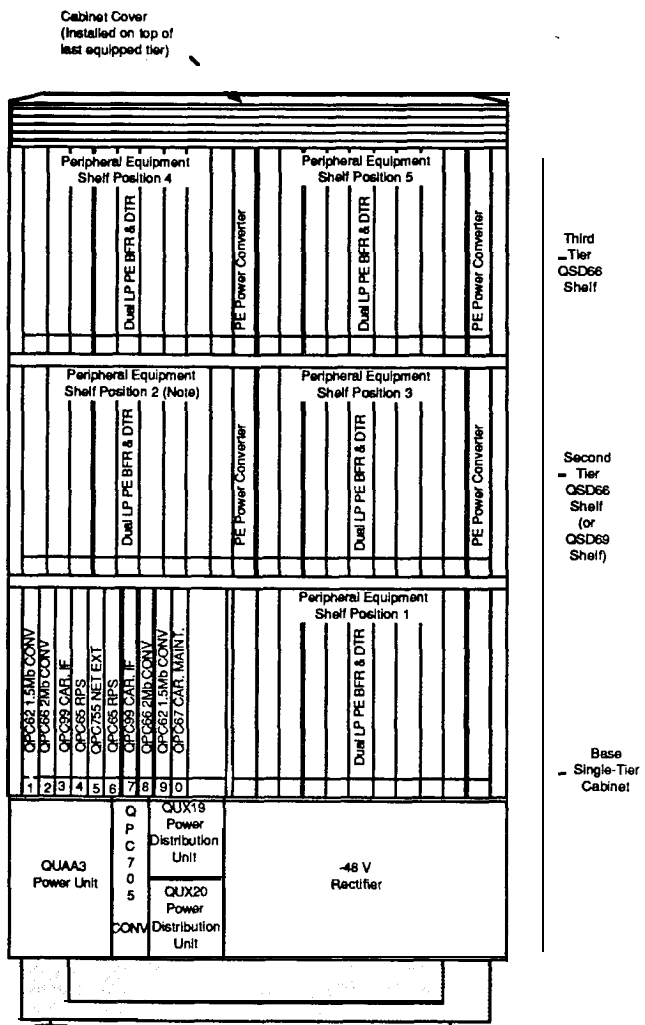 Cabinet Cover
(Installed on top of
last equipped tier)
Peripheral Equipment
Shelf Position 4
Peripheral Equipment
Shelf Position 5
Dual LP PE BFR & DTR
PE Power Converter
Dual LP PE BFR & DTR
PE Power Converter
Third
Tier
QSD66
Shelf
Peripheral Equipment
Shelf Position 2 (Note)
Peripheral Equipment
Shelf Position 3
Dual LP PE BFR & DTR
PE Power Converter
Dual LP PE BFR & DTR
PE Power Converter
Second
Tier
QSD66
Shelf
(or
QSD69
Shelf)
Peripheral Equipment
Shelf Position 1
QPC62 1.5Mb CONV
QPC66 2Mb CONV
QPC99 CAR. IF
QPC65 RPS
QPC755 NET EXT
QPC65 RPS
QPC99 CAR. IF
QPC66 2Mb CONV
QPC62 1.5Mb CONV
QPC67 CAR. MAINT.
Dual LP PE BFR & DTR
1 2 3 4 5 6 7 8 9 0
Base
Single-Tier
Cabinet
QUAA3
Power Unit
Q
P
C
7
0
5
CONV
QUX19
Power
Distribution
Unit
QUX20
Power
Distribution
Unit
-48 V
Rectifier